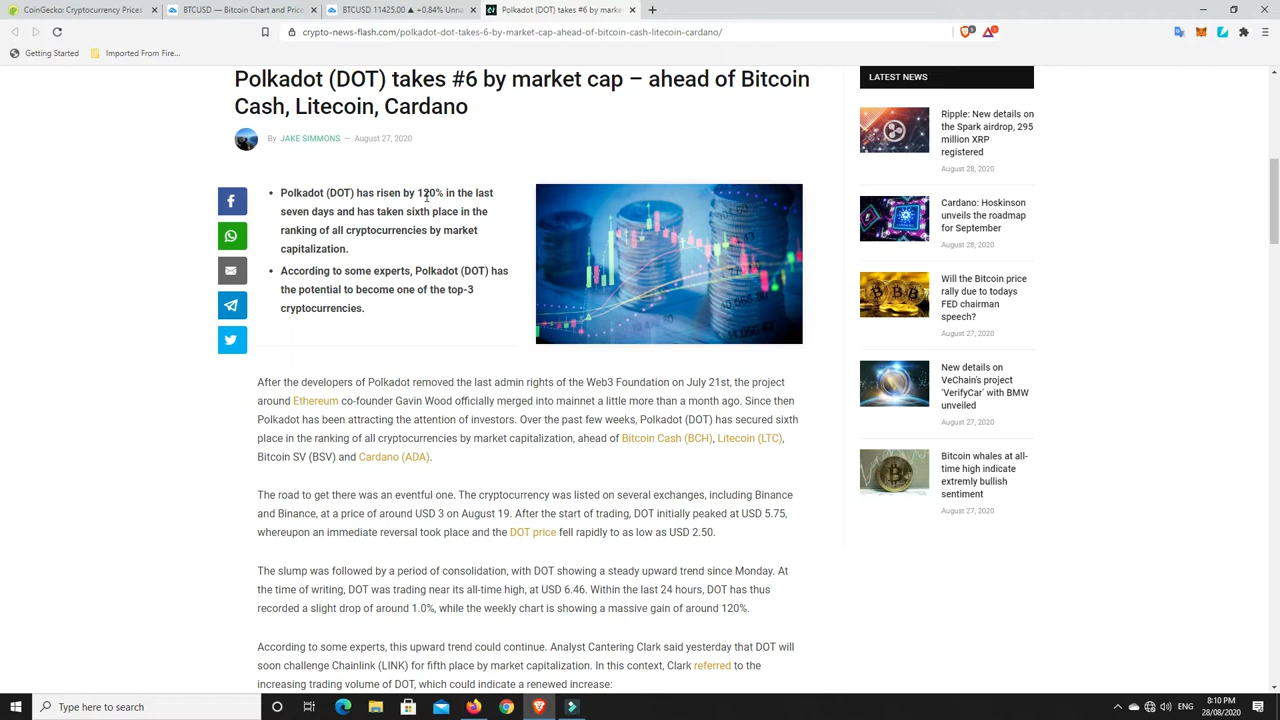 CoinGecko: Cryptocurrency Prices
BTCUSD — Bitcoin Chart and Price
BTCUSD 11425.00 +0.84% Unna
Polkadot (DOT) takes #6 by mark
crypto-news-flash.com/polkadot-dot-takes-6-by-market-cap-ahead-of-bitcoin-cash-litecoin-cardano/
Getting Started
Imported From Fire...
Polkadot (DOT) takes #6 by market cap – ahead of Bitcoin
Cash, Litecoin, Cardano
By JAKE SIMMONS — August 27, 2020
Polkadot (DOT) has risen by 120% in the last
seven days and has taken sixth place in the
ranking of all cryptocurrencies by market
capitalization.
According to some experts, Polkadot (DOT) has
the potential to become one of the top-3
cryptocurrencies.
After the developers of Polkadot removed the last admin rights of the Web3 Foundation on July 21st, the project
around Ethereum co-founder Gavin Wood officially merged into mainnet a little more than a month ago. Since then
Polkadot has been attracting the attention of investors. Over the past few weeks, Polkadot (DOT) has secured sixth
place in the ranking of all cryptocurrencies by market capitalization, ahead of Bitcoin Cash (BCH), Litecoin (LTC),
Bitcoin SV (BSV) and Cardano (ADA).
The road to get there was an eventful one. The cryptocurrency was listed on several exchanges, including Binance
and Binance, at a price of around USD 3 on August 19. After the start of trading, DOT initially peaked at USD 5.75,
whereupon an immediate reversal took place and the DOT price fell rapidly to as low as USD 2.50.
The slump was followed by a period of consolidation, with DOT showing a steady upward trend since Monday. At
the time of writing, DOT was trading near its all-time high, at USD 6.46. Within the last 24 hours, DOT has thus
recorded a slight drop of around 1.0%, while the weekly chart is showing a massive gain of around 120%.
According to some experts, this upward trend could continue. Analyst Cantering Clark said yesterday that DOT will
soon challenge Chainlink (LINK) for fifth place by market capitalization. In this context, Clark referred to the
increasing trading volume of DOT, which could indicate a renewed increase:
LATEST NEWS
Ripple: New details on
the Spark airdrop, 295
million XRP
registered
August 28, 2020
Cardano: Hoskinson
unveils the roadmap
for September
August 28, 2020
Will the Bitcoin price
rally due to todays
FED chairman
speech?
August 27, 2020
New details on
VeChain's project
'VerifyCar' with BMW
unveiled
August 27, 2020
Bitcoin whales at all-
time high indicate
extremly bullish
sentiment
August 27, 2020
Type here to search
ENG
8:10 PM
28/08/2020